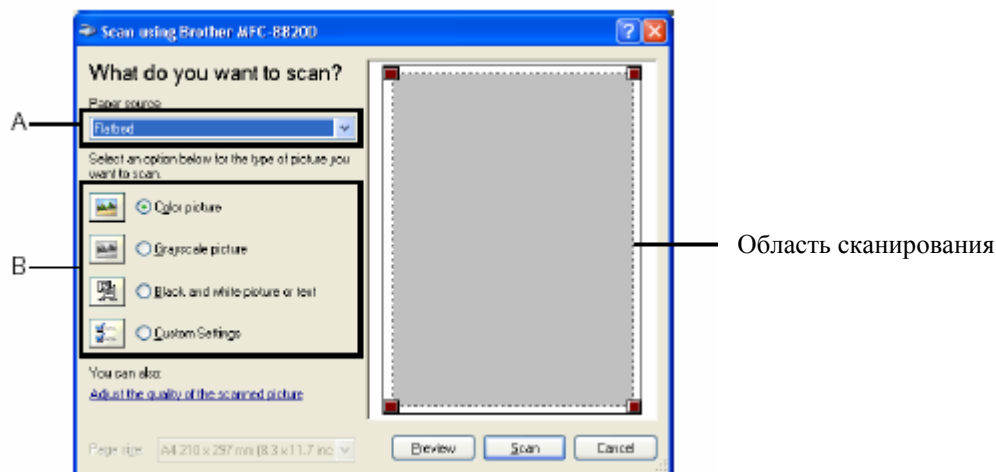 Scan using Brother MFC-8820D
What do you want to scan?
Paper source
A
Flatbed
Select an option below for the type of picture you
want to scan.
Color picture
Grayscale picture
B
Black and white picture or text
Custom Settings
You can also:
Adjust the quality of the scanned picture
Page size: A4 210 x 297 mm (8.3 x 11.7 inc
Preview
Scan
Cancel
Область сканирования